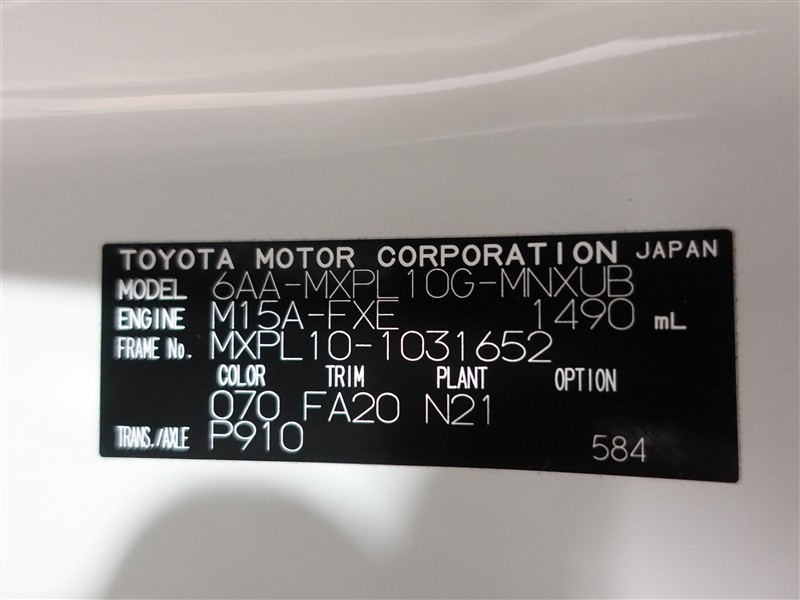 TOYOTA MOTOR CORPORATION JAPAN
MODEL 6AA-MXPL10G-MNXUB
ENGINE M15A-FXE 1490 mL
FRAME No. MXPL10-1031652
COLOR TRIM PLANT OPTION
070 FA20 N21
TRANS./AXLE P910 584